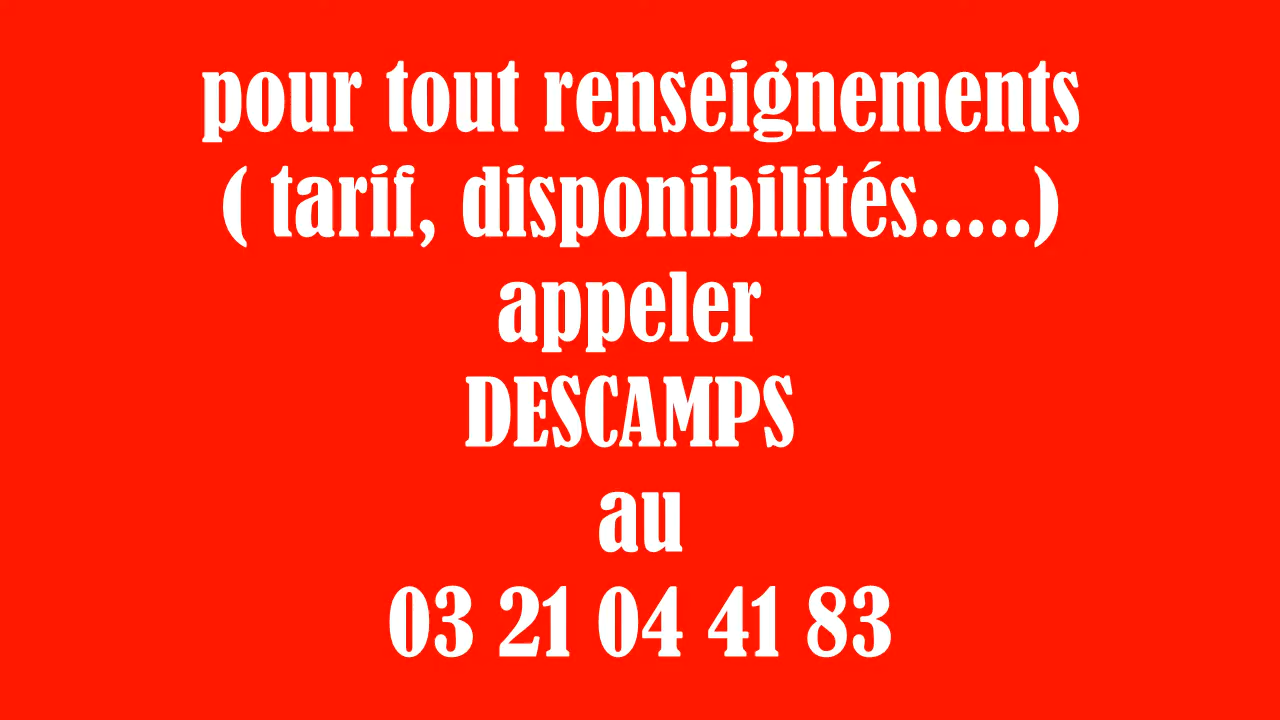 pour tout renseignements
( tarif, disponibilités.....)
appeler
DESCAMPS
au
03 21 04 41 83